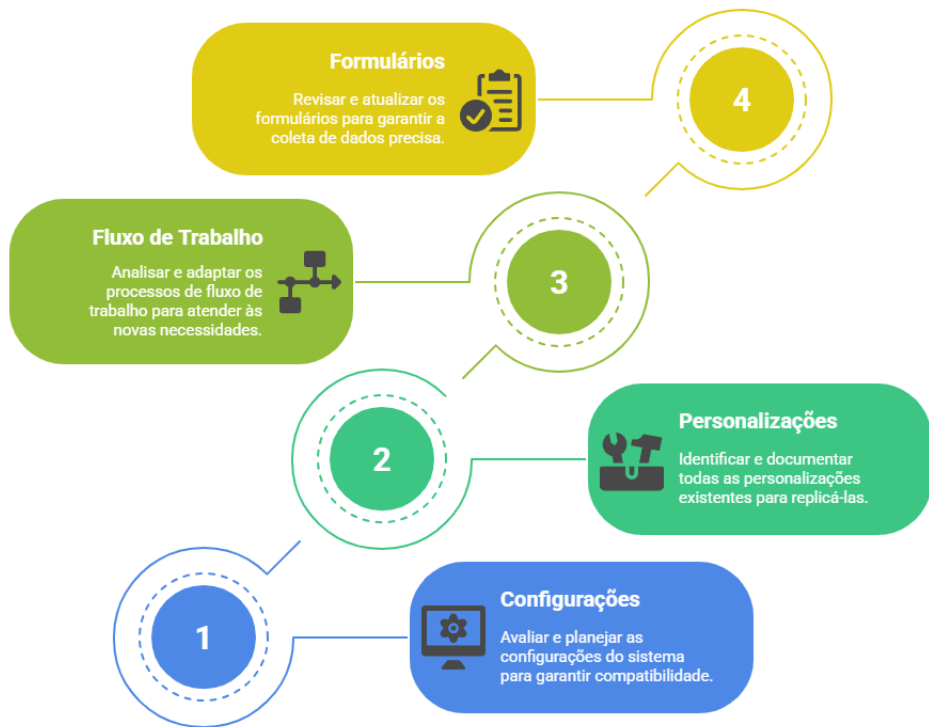 Formulários
Revisar e atualizar os
formulários para garantir a
coleta de dados precisa.
4
Fluxo de Trabalho
Analisar e adaptar os
processos de fluxo de
trabalho para atender às
novas necessidades.
3
2
Personalizações
Identificar e documentar
todas as personalizações
existentes para replicá-las.
1
Configurações
Avaliar e planejar as
configurações do sistema
para garantir compatibilidade.